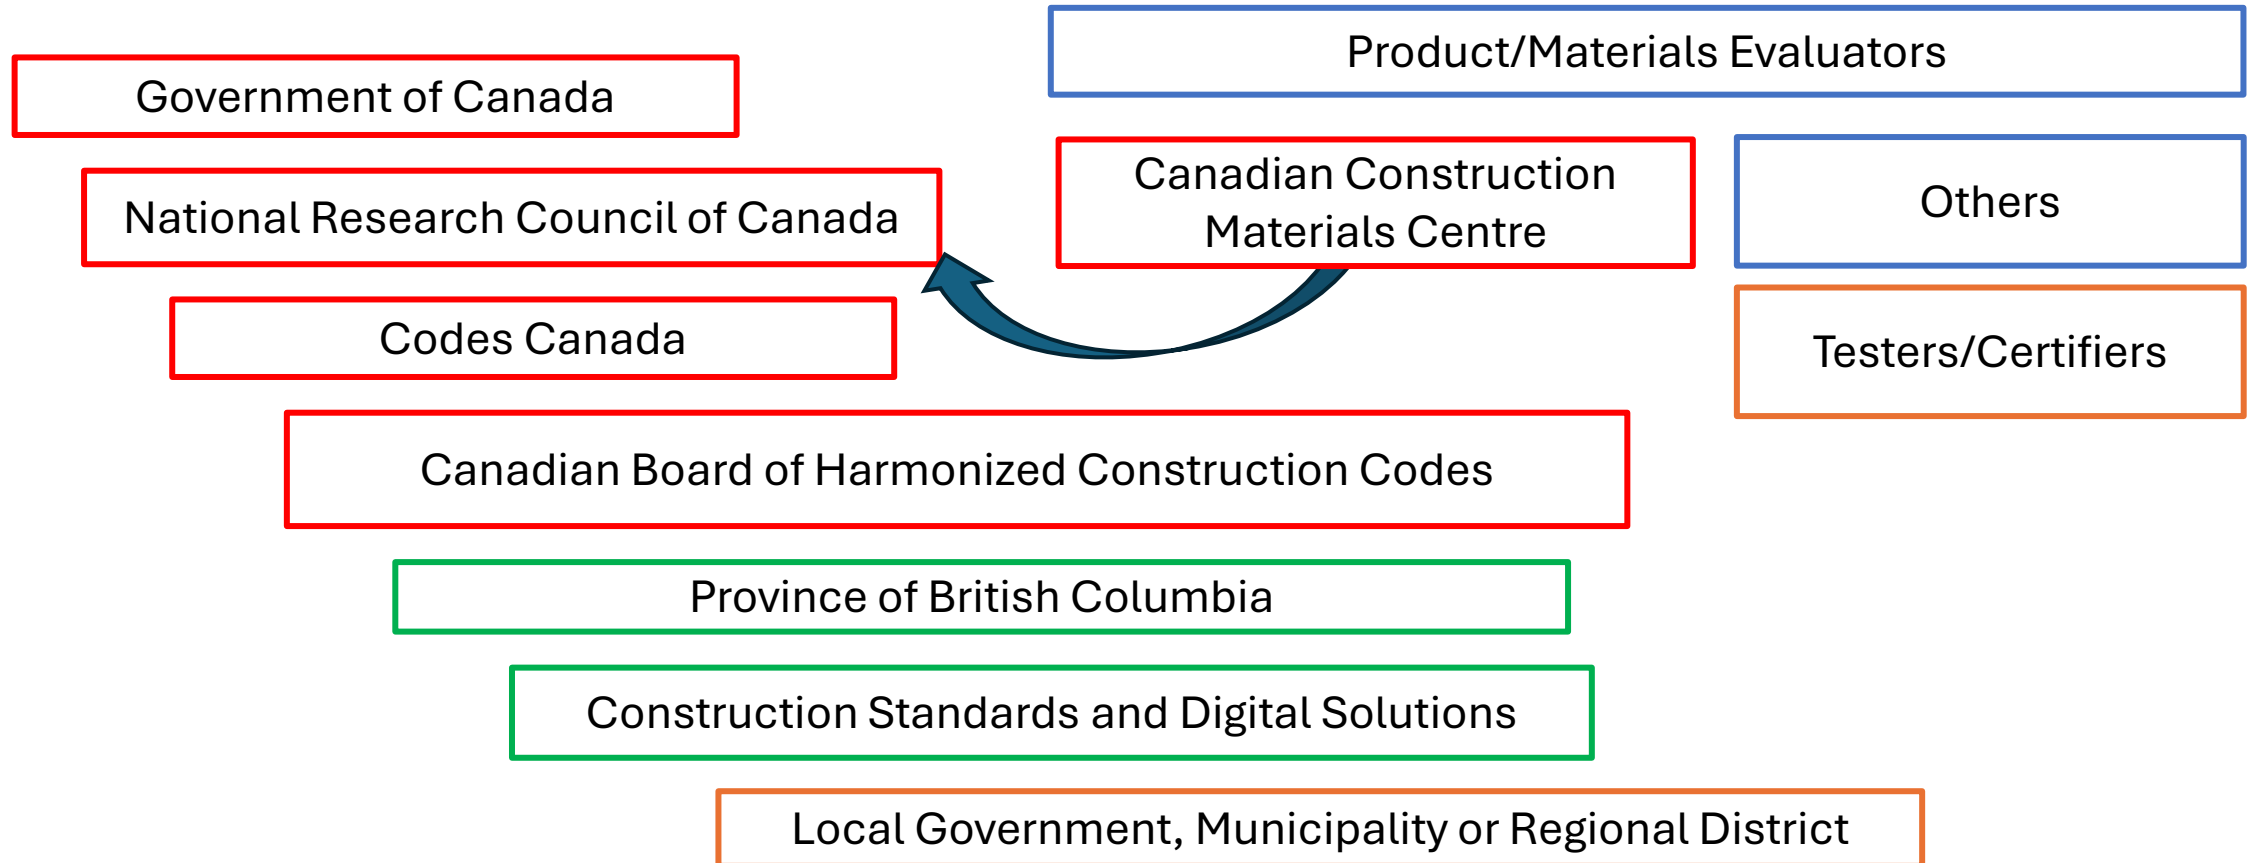 Product/Materials Evaluators
Government of Canada
Canadian Construction
Materials Centre
Others
National Research Council of Canada
Codes Canada
Testers/Certifiers
Canadian Board of Harmonized Construction Codes
Province of British Columbia
Construction Standards and Digital Solutions
Local Government, Municipality or Regional District